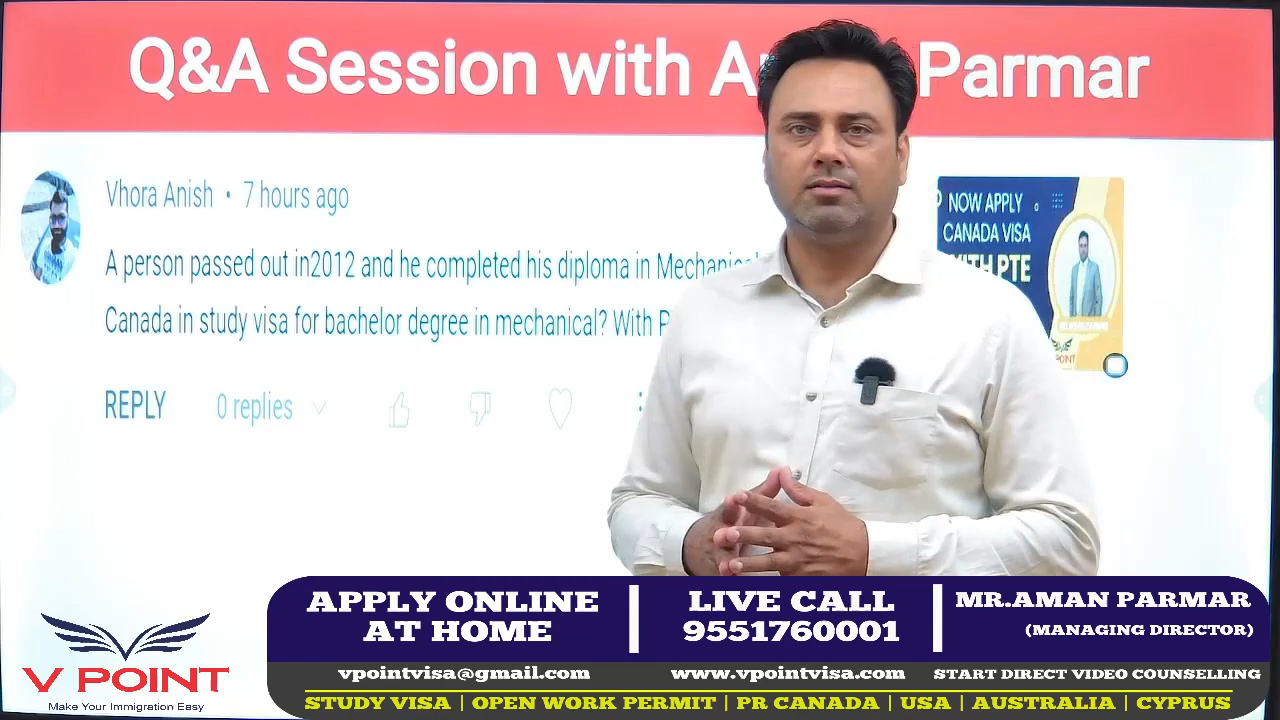 Q&A Session with A Parmar
Vhora Anish • 7 hours ago
A person passed out in2012 and he completed his diploma in Mechanical
Canada in study visa for bachelor degree in mechanical? With P
REPLY 0 replies
NOW APPLY
CANADA VISA
WITH PTE
POINT
V POINT
Make Your Immigration Easy
APPLY ONLINE
AT HOME
LIVE CALL
9551760001
MR.AMAN PARMAR
(MANAGING DIRECTOR)
vpointvisa@gmail.com
www.vpointvisa.com
START DIRECT VIDEO COUNSELLING
STUDY VISA | OPEN WORK PERMIT | PR CANADA | USA | AUSTRALIA | CYPRUS